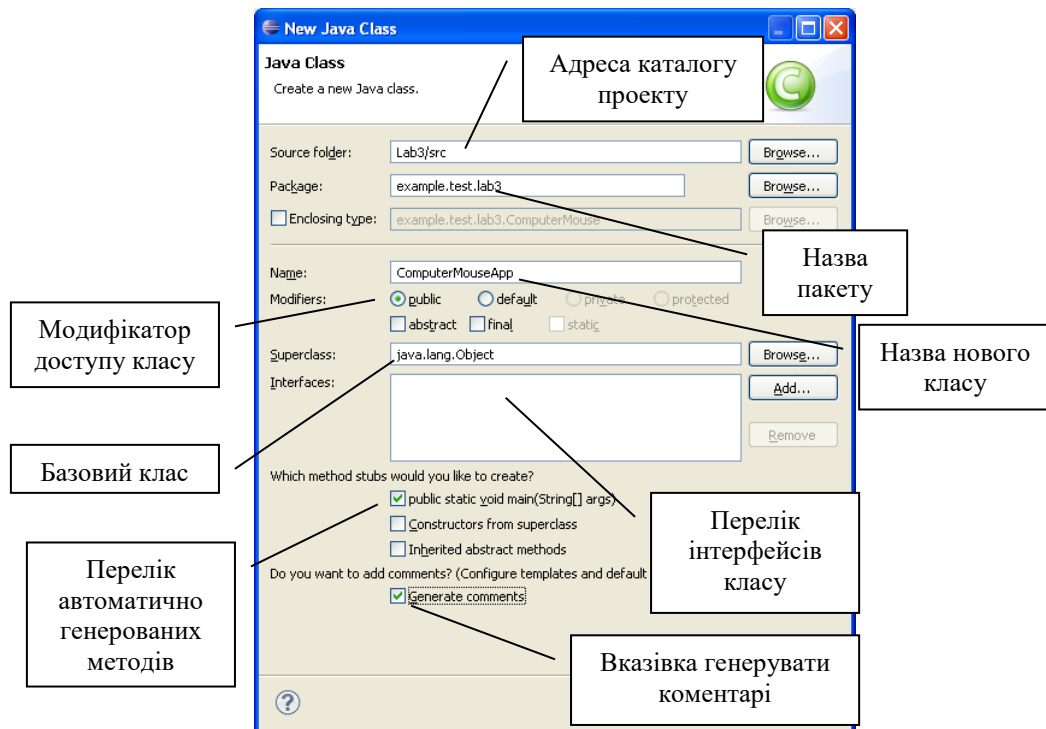 New Java Class
Java Class
Create a new Java class.
Адреса каталогу
проекту
Source folder:
Lab3/src
Browse...
Package:
example.test.lab3
Browse...
Enclosing type:
example.test.lab3.ComputerMouse
Browse...
Назва
пакету
Name:
ComputerMouseApp
Modifiers:
public
default
private
protected
abstract
final
static
Модифікатор
доступу класу
Superclass:
java.lang.Object
Browse...
Назва нового
класу
Interfaces:
Add...
Remove
Базовий клас
Which method stubs would you like to create?
public static void main(String[] args)
Constructors from superclass
Inherited abstract methods
Перелік
інтерфейсів
класу
Перелік
автоматично
генерованих
методів
Do you want to add comments? (Configure templates and default
Generate comments
Вказівка генерувати
коментарі
?